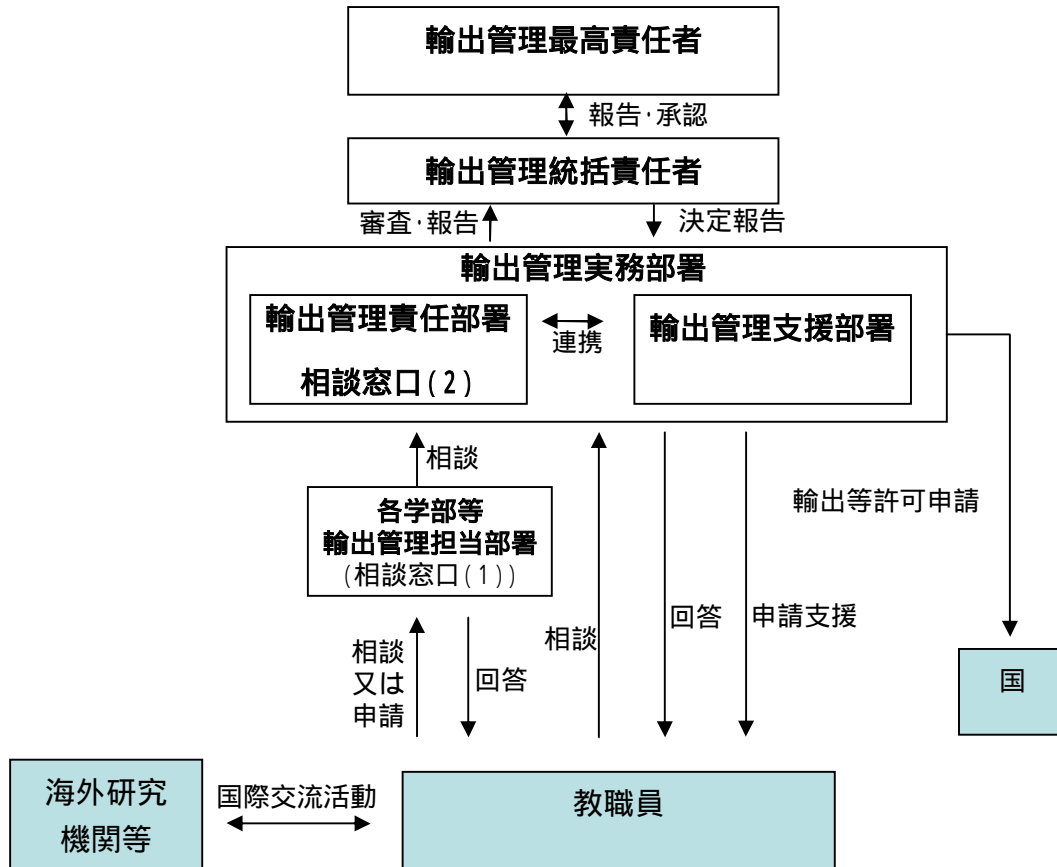 輸出管理最高責任者
報告・承認
輸出管理統括責任者
審査・報告
決定報告
輸出管理実務部署
輸出管理責任部署
相談窓口(2)
連携
輸出管理支援部署
相談
各学部等
輸出管理担当部署
(相談窓口(1))
輸出等許可申請
相談
又は
申請
回答
相談
回答
申請支援
国
海外研究
機関等
国際交流活動
教職員